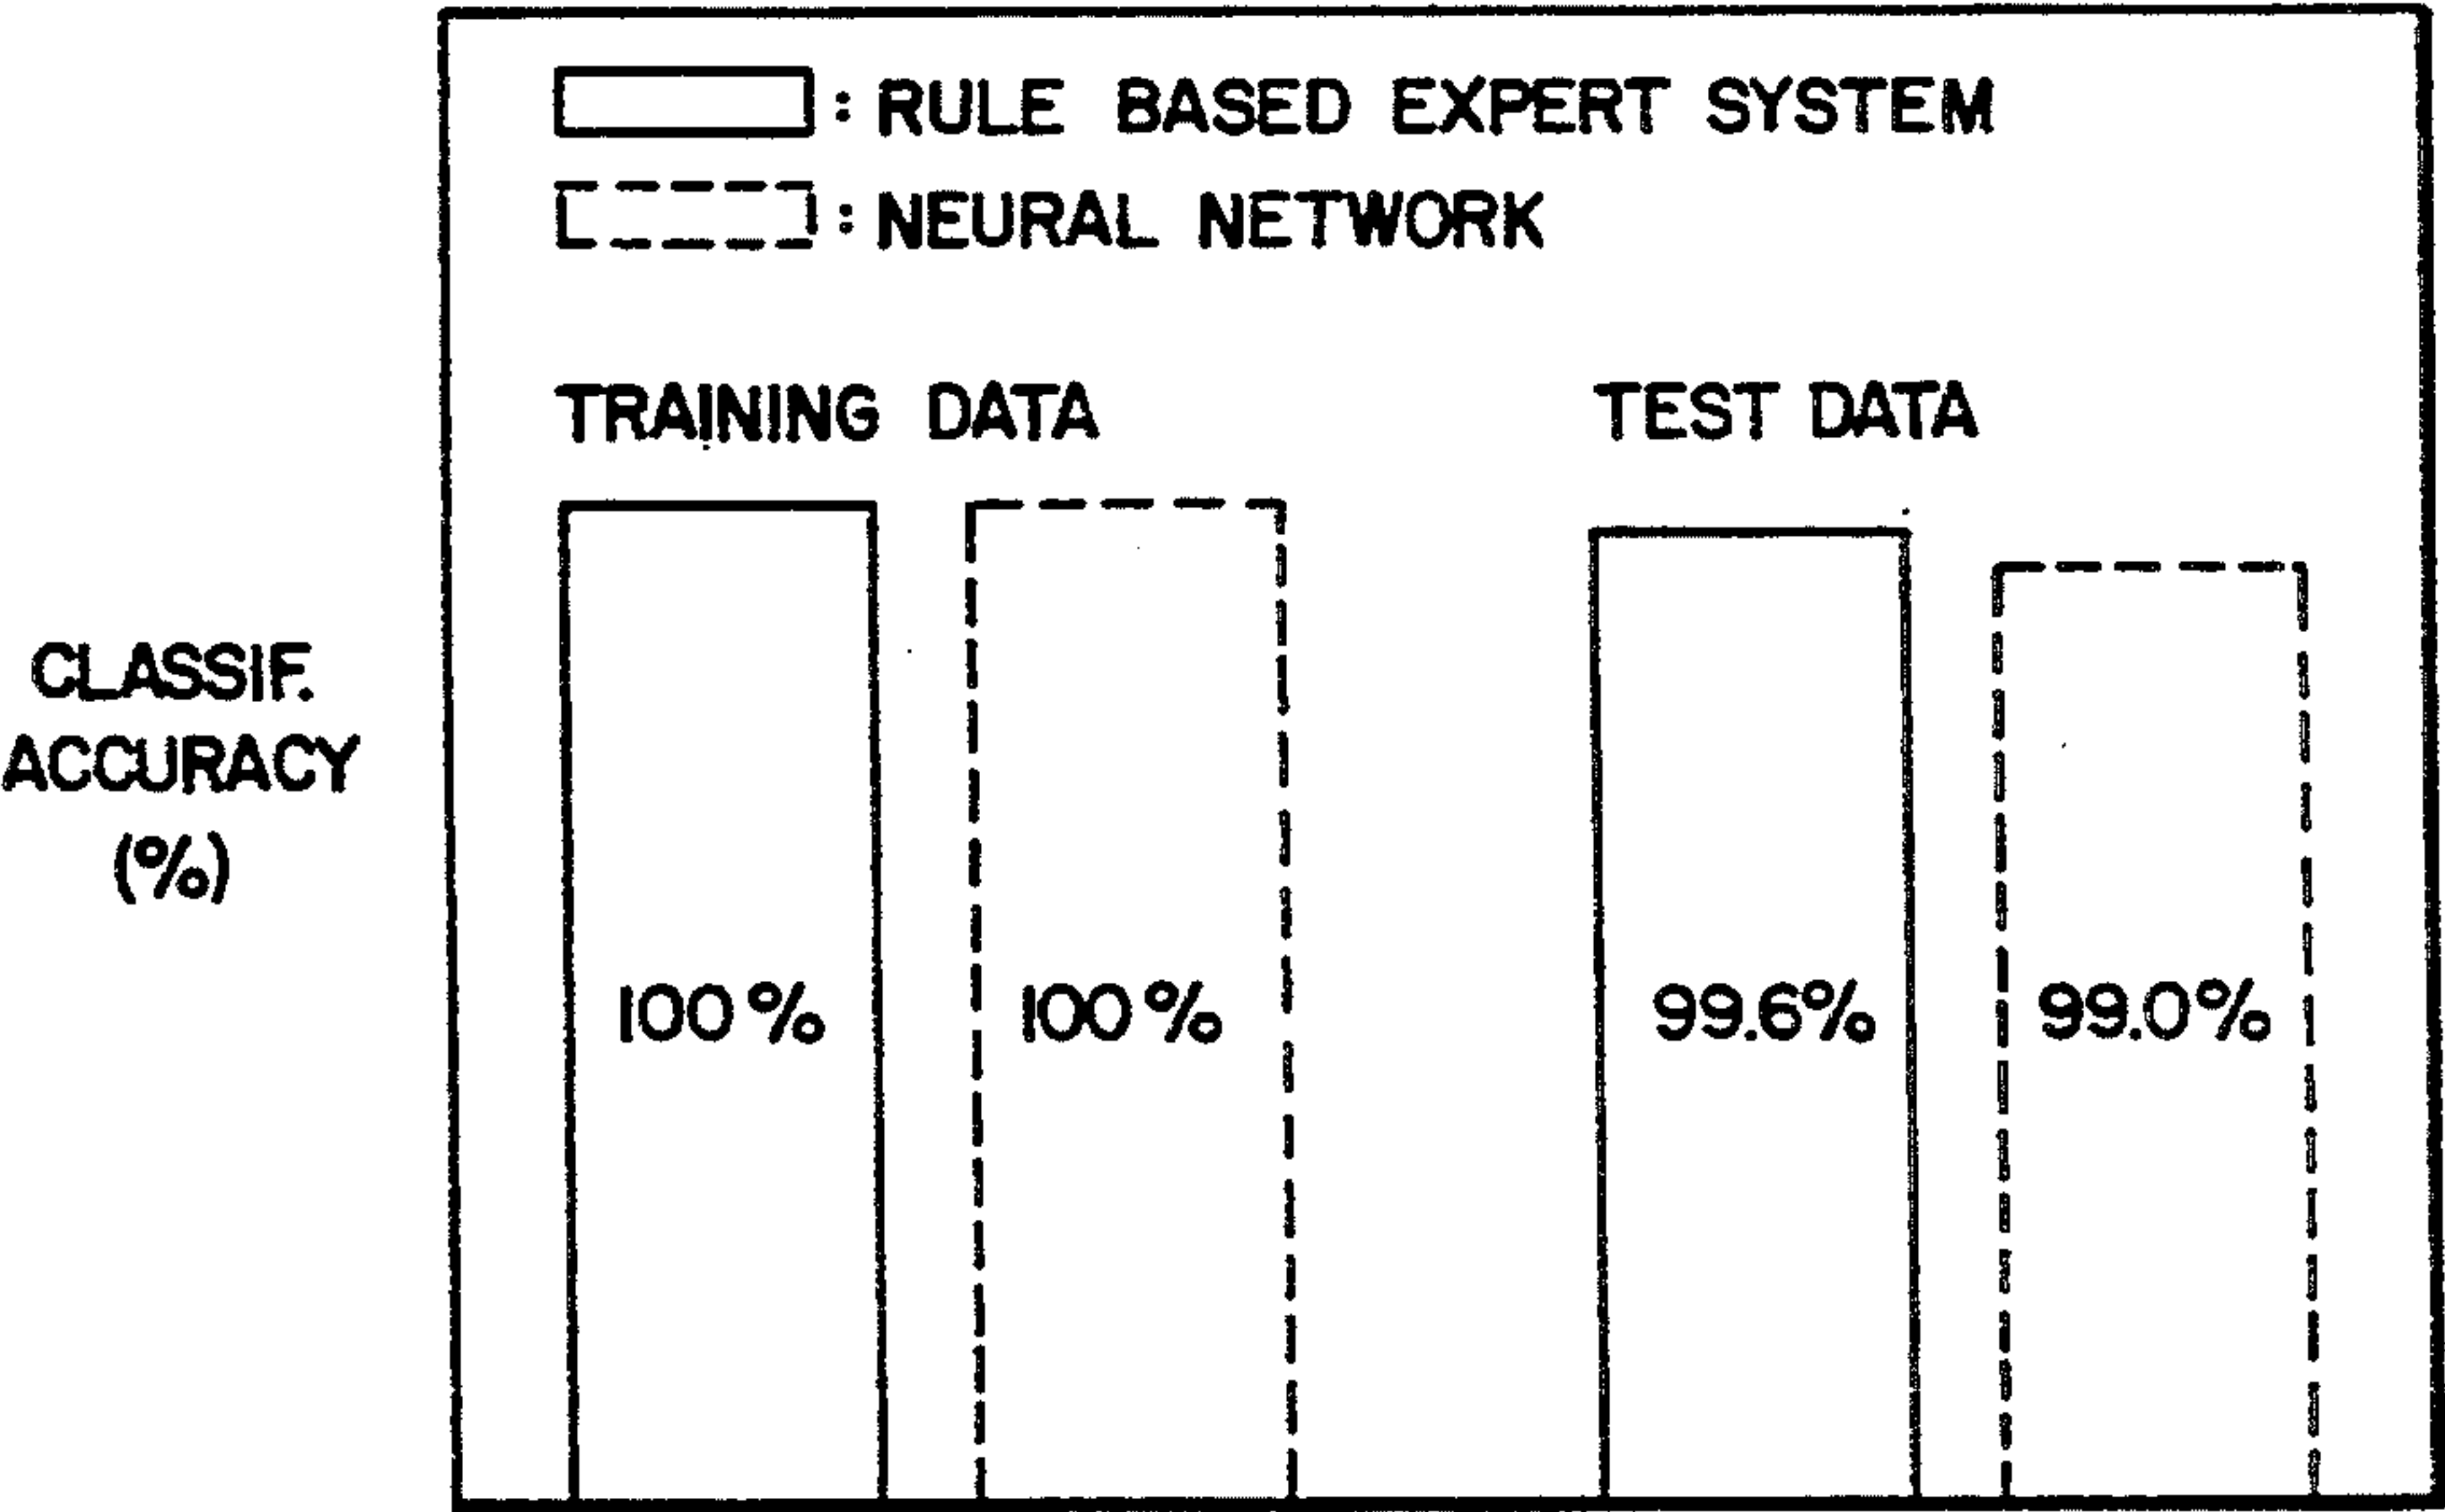 : RULE BASED EXPERT SYSTEM
: NEURAL NETWORK
TRAINING DATA
TEST DATA
CLASSIF.
ACCURACY
(%)
100%
100%
99.6%
99.0%